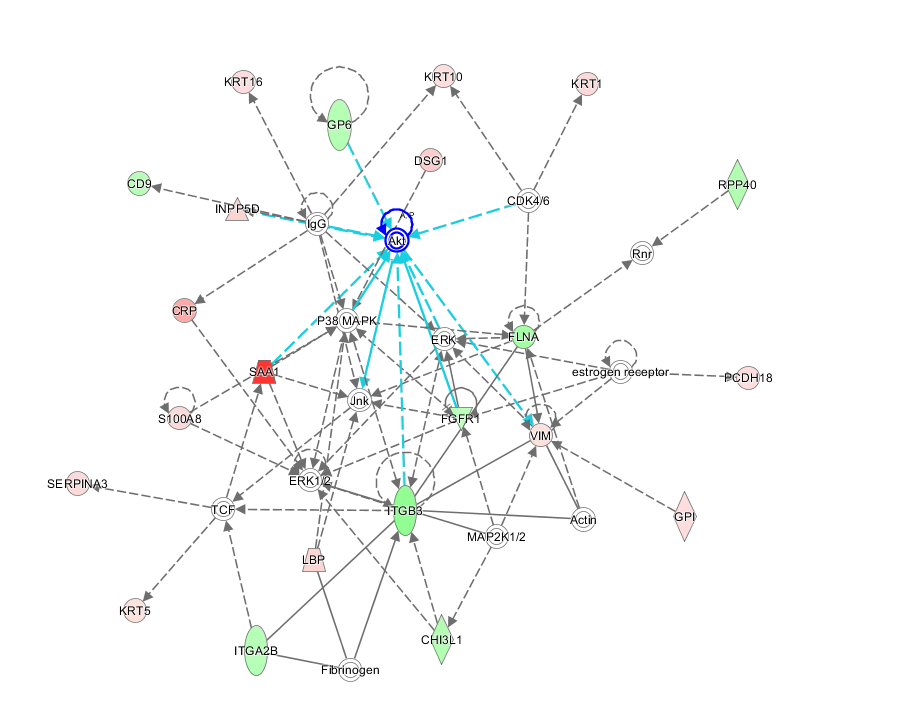 KRT16
KRT10
KRT1
GP6
DSG1
CD9
RPP40
INPP5D
IgG
CDK4/6
Akt
Rnr
CRP
P38 MAPK
ERK
FLNA
SAA1
estrogen receptor
PCDH18
Jnk
S100A8
FGFR1
VIM
SERPINA3
ERK1/2
TCF
ITGB3
Actin
GPI
MAP2K1/2
LBP
KRT5
CHI3L1
ITGA2B
Fibrinogen